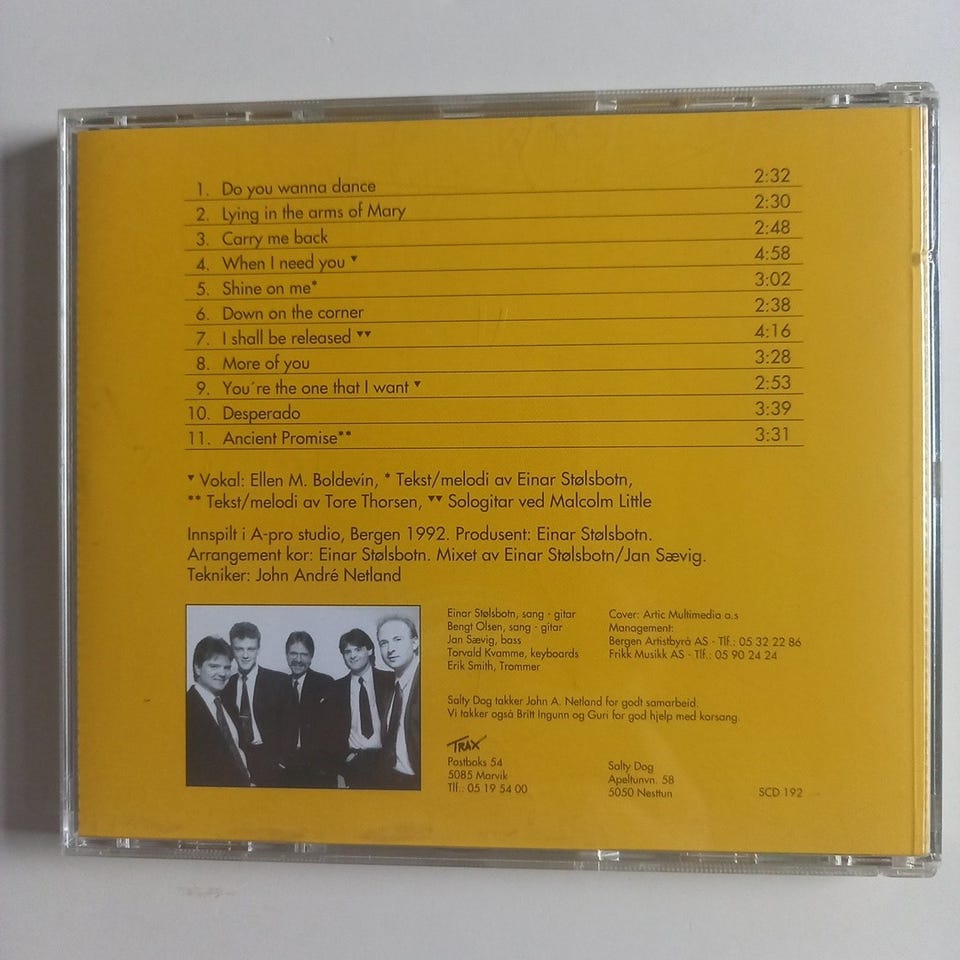 1. Do you wanna dance 2:32
2. Lying in the arms of Mary 2:30
3. Carry me back 2:48
4. When I need you ▼ 4:58
5. Shine on me* 3:02
6. Down on the corner 2:38
7. I shall be released ▼▼ 4:16
8. More of you 3:28
9. You´re the one that I want ▼ 2:53
10. Desperado 3:39
11. Ancient Promise** 3:31
▼ Vokal: Ellen M. Boldevín, * Tekst/melodi av Einar Stølsbotn,
** Tekst/melodi av Tore Thorsen, ▼▼ Sologitar ved Malcolm Little
Innspilt i A-pro studio, Bergen 1992. Produsent: Einar Stølsbotn.
Arrangement kor: Einar Stølsbotn. Mixet av Einar Stølsbotn/Jan Sævig.
Tekniker: John André Netland
Einar Stølsbotn, sang - gitar
Bengt Olsen, sang - gitar
Jan Sævig, bass
Torvald Kvamme, keyboards
Erik Smith, Trommer
Cover: Artic Multimedia a.s
Management:
Bergen Artistbyrå AS - Tlf.: 05 32 22 86
Frikk Musikk AS - Tlf.: 05 90 24 24
Salty Dog takker John A. Netland for godt samarbeid.
Vi takker også Britt Ingunn og Guri for god hjelp med korsang.
TRAX
Postboks 54
5085 Morvik
Tlf.: 05 19 54 00
Salty Dog
Apeltunvn. 58
5050 Nesttun
SCD 192